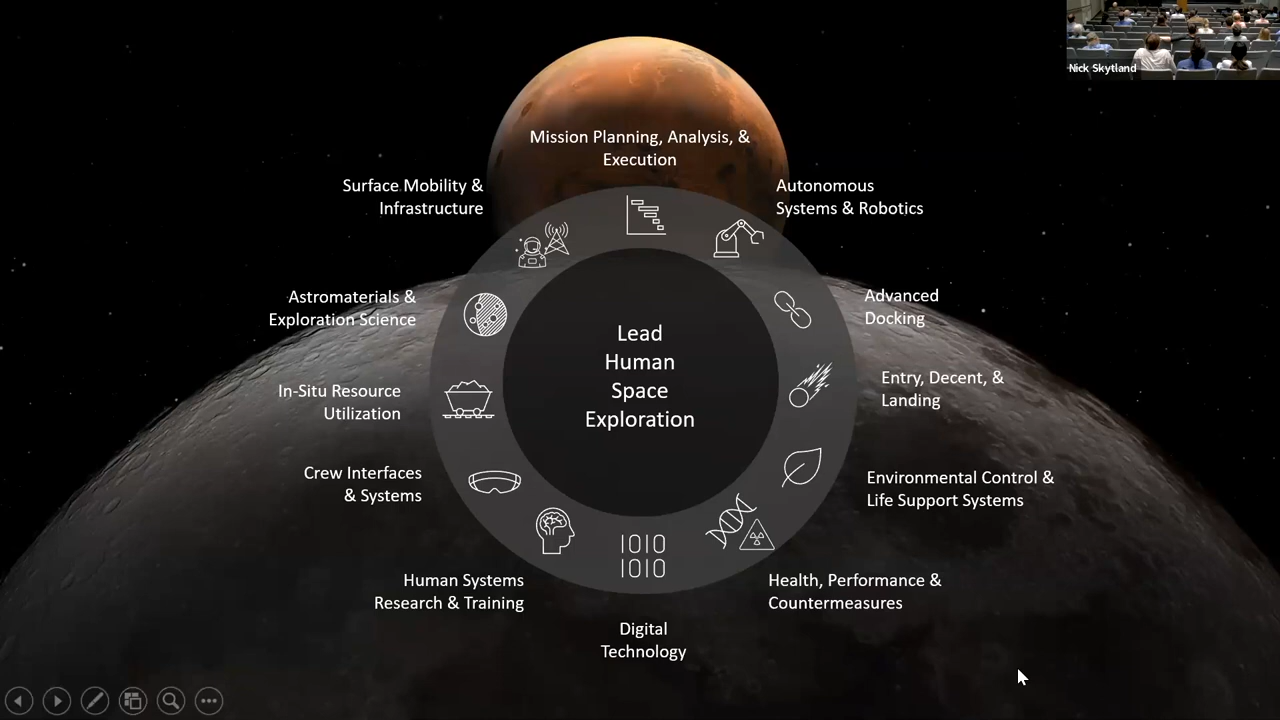 Nick Skytland
Mission Planning, Analysis, &
Execution
Surface Mobility &
Infrastructure
Autonomous
Systems & Robotics
Astromaterials &
Exploration Science
Advanced
Docking
Lead
Human
Space
Exploration
In-Situ Resource
Utilization
Entry, Decent, &
Landing
Crew Interfaces
& Systems
Environmental Control &
Life Support Systems
1010
1010
Human Systems
Research & Training
Health, Performance &
Countermeasures
Digital
Technology